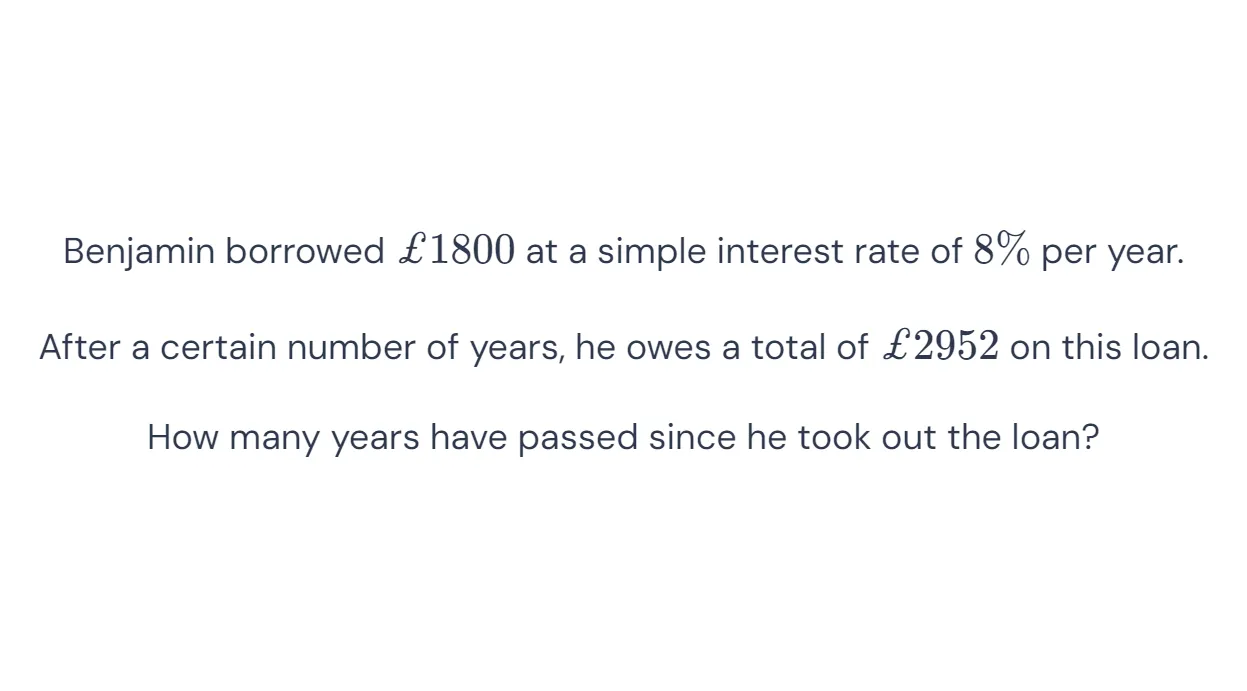 Benjamin borrowed £1800 at a simple interest rate of 8% per year.
After a certain number of years, he owes a total of £2952 on this loan.
How many years have passed since he took out the loan?